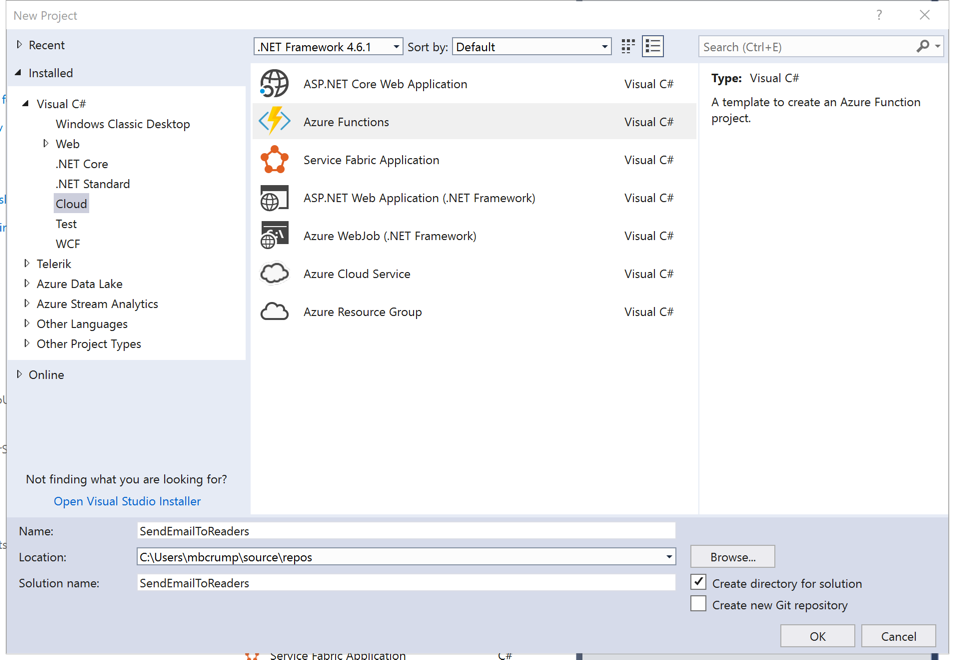 New Project
?
Recent
.NET Framework 4.6.1
Sort by:
Default
Search (Ctrl+E)
Installed
Visual C#
Windows Classic Desktop
Web
.NET Core
.NET Standard
Cloud
Test
WCF
Telerik
Azure Data Lake
Azure Stream Analytics
Other Languages
Other Project Types
Online
Not finding what you are looking for?
Open Visual Studio Installer
ASP.NET Core Web Application Visual C#
Azure Functions Visual C#
Service Fabric Application Visual C#
ASP.NET Web Application (.NET Framework) Visual C#
Azure WebJob (.NET Framework) Visual C#
Azure Cloud Service Visual C#
Azure Resource Group Visual C#
Type: Visual C#
A template to create an Azure Function
project.
Name: SendEmailToReaders
Location: C:\Users\mbcrump\source\repos
Browse...
Solution name: SendEmailToReaders
Create directory for solution
Create new Git repository
OK
Cancel
Service Fabric Application C#